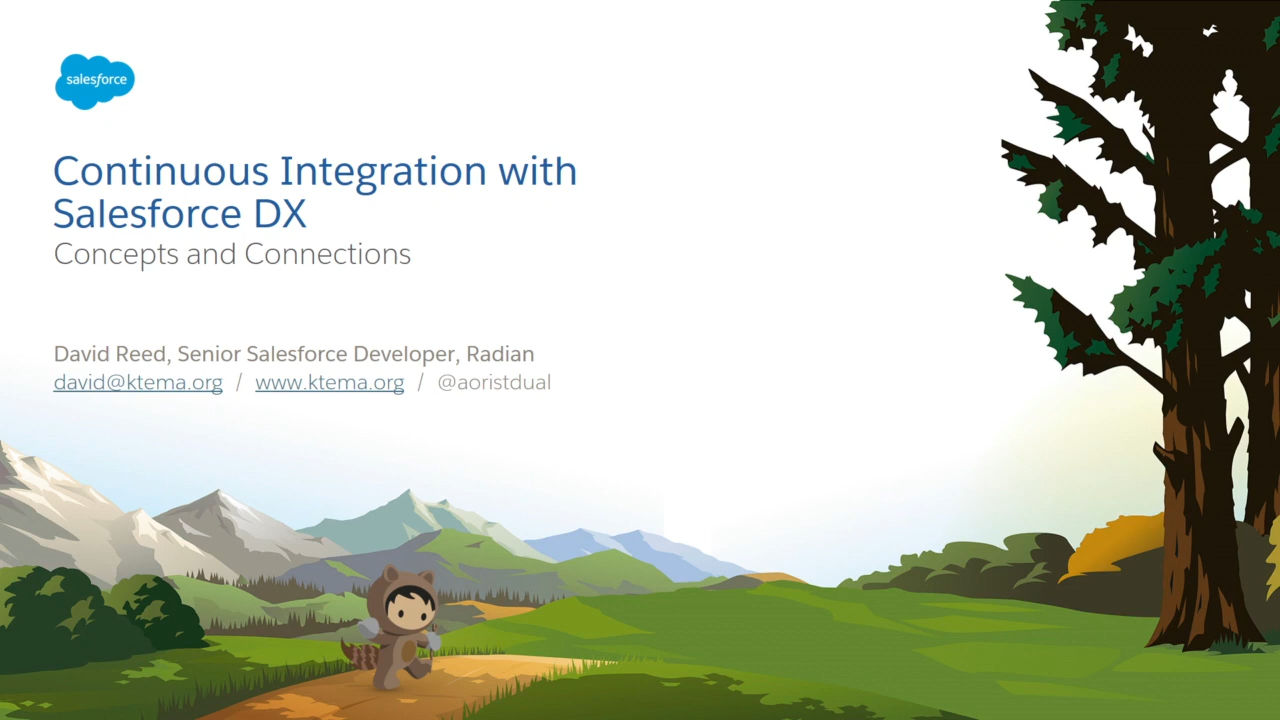 salesforce
Continuous Integration with
Salesforce DX
Concepts and Connections
David Reed, Senior Salesforce Developer, Radian
david@ktema.org / www.ktema.org / @aoristdual